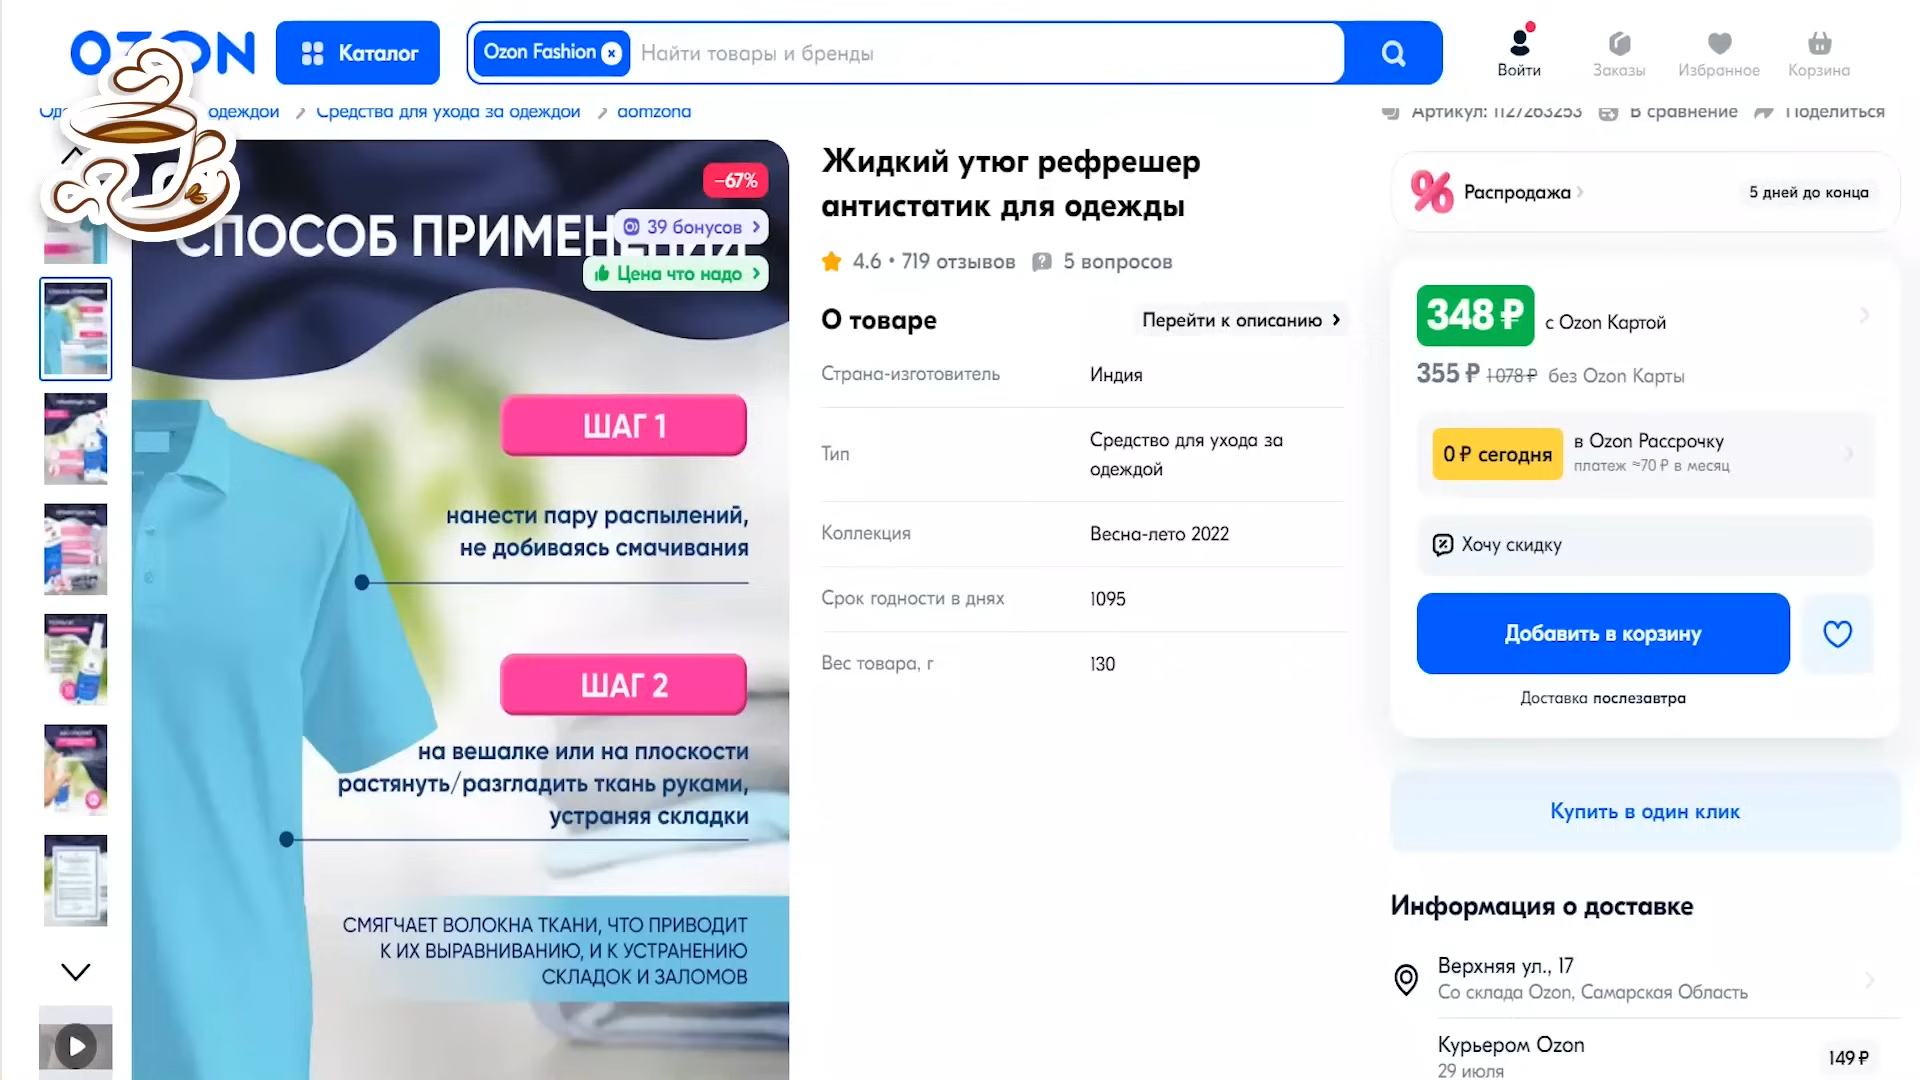 OZON
Каталог
Ozon Fashion
Найти товары и бренды
Войти
Заказы
Избранное
Корзина
одеждой
Средства для ухода за одеждой
aomzona
Артикул: 1127263253
В сравнение
Поделиться
−67%
39 бонусов
СПОСОБ ПРИМЕНЕНИЯ
Цена что надо
ШАГ 1
нанести пару распылений,
не добиваясь смачивания
ШАГ 2
на вешалке или на плоскости
растянуть/разгладить ткань руками,
устраняя складки
СМЯГЧАЕТ ВОЛОКНА ТКАНИ, ЧТО ПРИВОДИТ
К ИХ ВЫРАВНИВАНИЮ, И К УСТРАНЕНИЮ
СКЛАДОК И ЗАЛОМОВ
Жидкий утюг рефрешер
антистатик для одежды
4.6 • 719 отзывов
5 вопросов
О товаре
Перейти к описанию
Страна-изготовитель
Индия
Тип
Средство для ухода за
одеждой
Коллекция
Весна-лето 2022
Срок годности в днях
1095
Вес товара, г
130
% Распродажа
5 дней до конца
348 ₽ с Ozon Картой
355 ₽ 1 078 ₽ без Ozon Карты
0 ₽ сегодня
в Ozon Рассрочку
платеж ≈70 ₽ в месяц
Хочу скидку
Добавить в корзину
Доставка послезавтра
Купить в один клик
Информация о доставке
Верхняя ул., 17
Со склада Ozon, Самарская Область
Курьером Ozon
29 июля
149 ₽